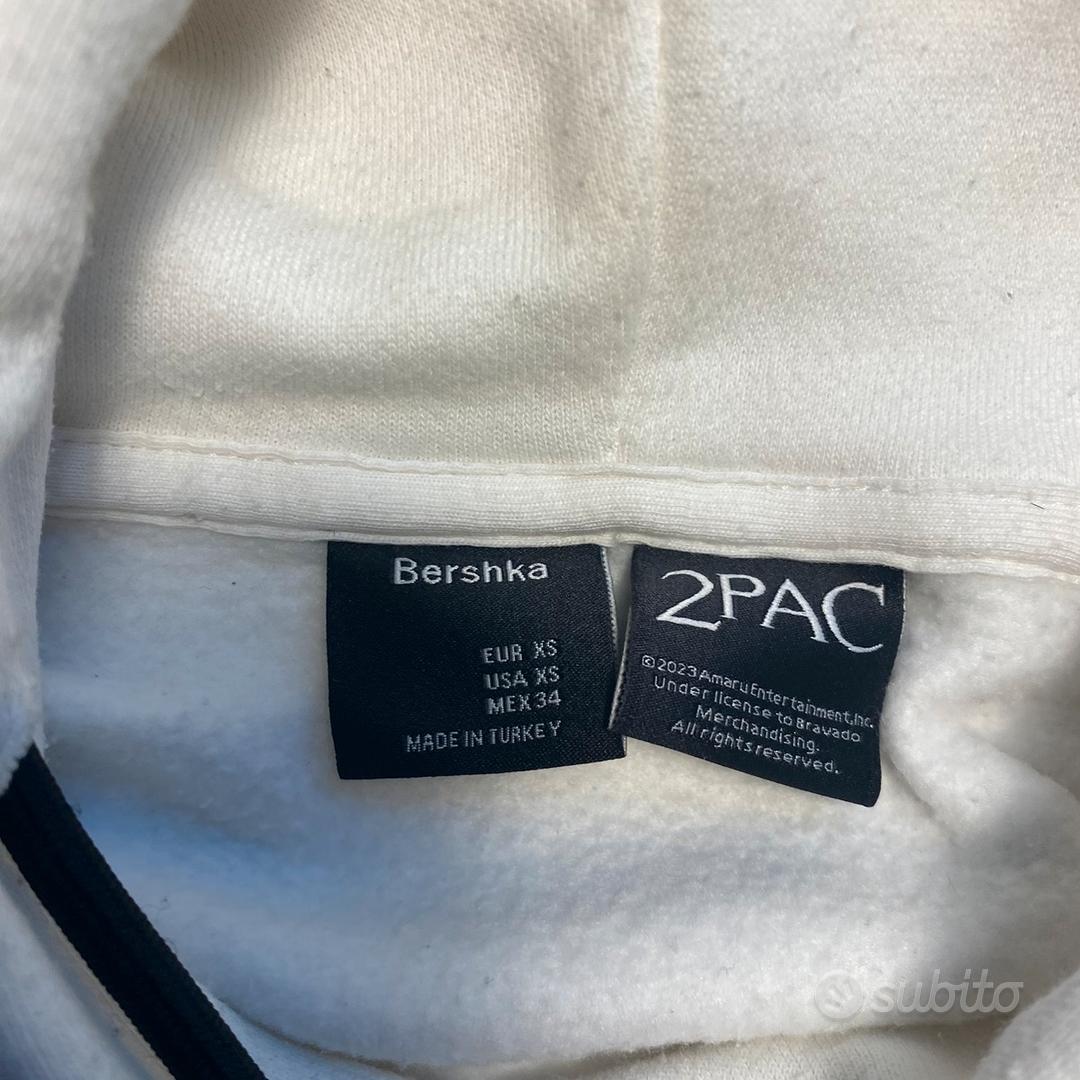 Bershka
EUR XS
USA XS
MEX 34
MADE IN TURKEY
2PAC
©2023 Amaru Entertainment, Inc.
Under license to Bravado
Merchandising.
All rights reserved.
subito